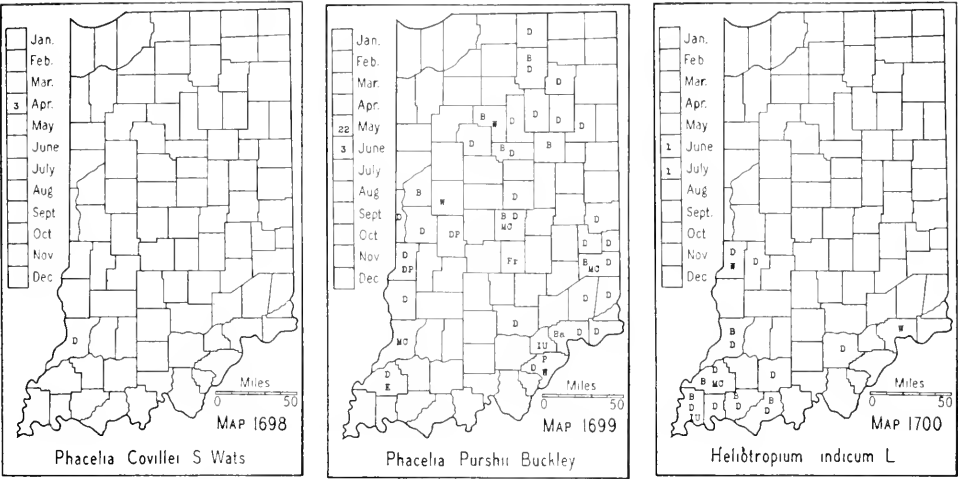 Jan.
Feb.
Mar.
3 Apr.
May
June
July
Aug
Sept
Oct
Nov
Dec
D
Miles
0 50
MAP 1698
Phacelia Covillei S Wats
Jan.
Feb.
Mar.
Apr.
22 May
3 June
July
Aug
Sept
Oct
Nov
Dec
D
B
D
D
B
W
D
D
D
D
D
B
D
B
B
W
D
D
B D
MC
D
D
DP
D
D D
Fr
B D
MC
DP
D
D D
D
D
Ba
D D
MC
IU
P
D
W
D
E
Miles
0 50
MAP 1699
Phacelia Purshii Buckley
Jan.
Feb.
Mar.
Apr.
May
1 June
1 July
Aug
Sept.
Oct
Nov
Dec
D
W
D
B
D
W
D
D
B
MC
D
B
D
IU
D
B
D
B
D
Miles
0 50
MAP 1700
Heliotropium indicum L